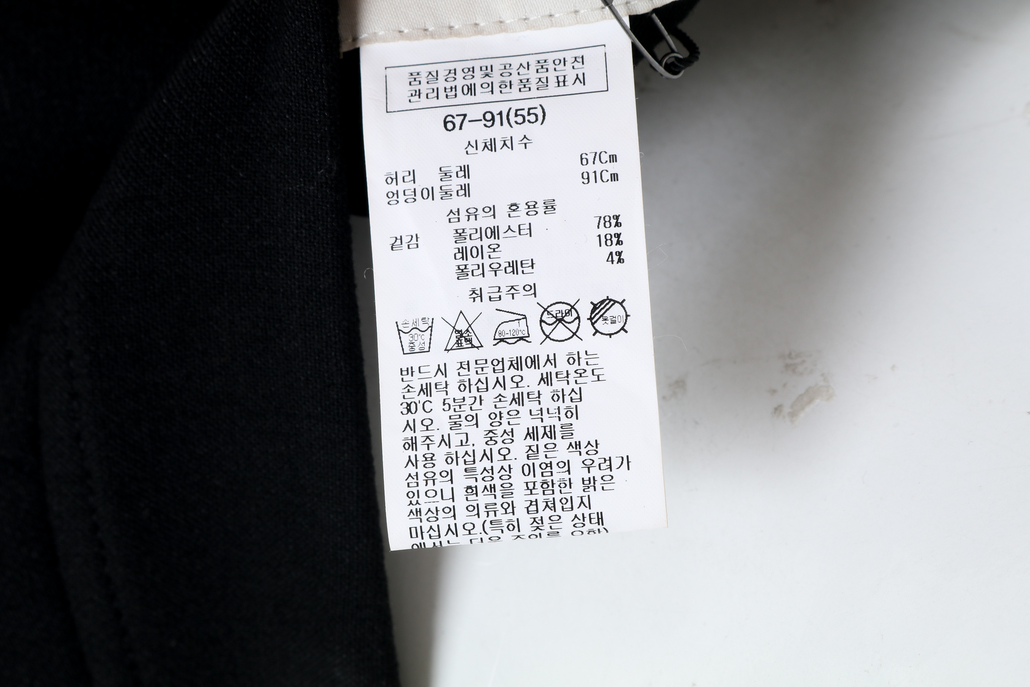 품질경영및공산품안전
관리법에의한품질표시
67-91(55)
신체치수
허리 둘레 67Cm
엉덩이둘레 91Cm
섬유의 혼용률
겉감 폴리에스터 78%
레이온 18%
폴리우레탄 4%
취급주의
손세탁 30℃ 중성 염소 표백 80-120℃ 드라이 옷걸이
반드시 전문업체에서 하는
손세탁 하십시오. 세탁온도
30℃ 5분간 손세탁 하십
시오. 물의 양은 넉넉히
해주시고, 중성 세제를
사용 하십시오. 짙은 색상
섬유의 특성상 이염의 우려가
있으니 흰색을 포함한 밝은
색상의 의류와 겹쳐입지
마십시오.(특히 젖은 상태